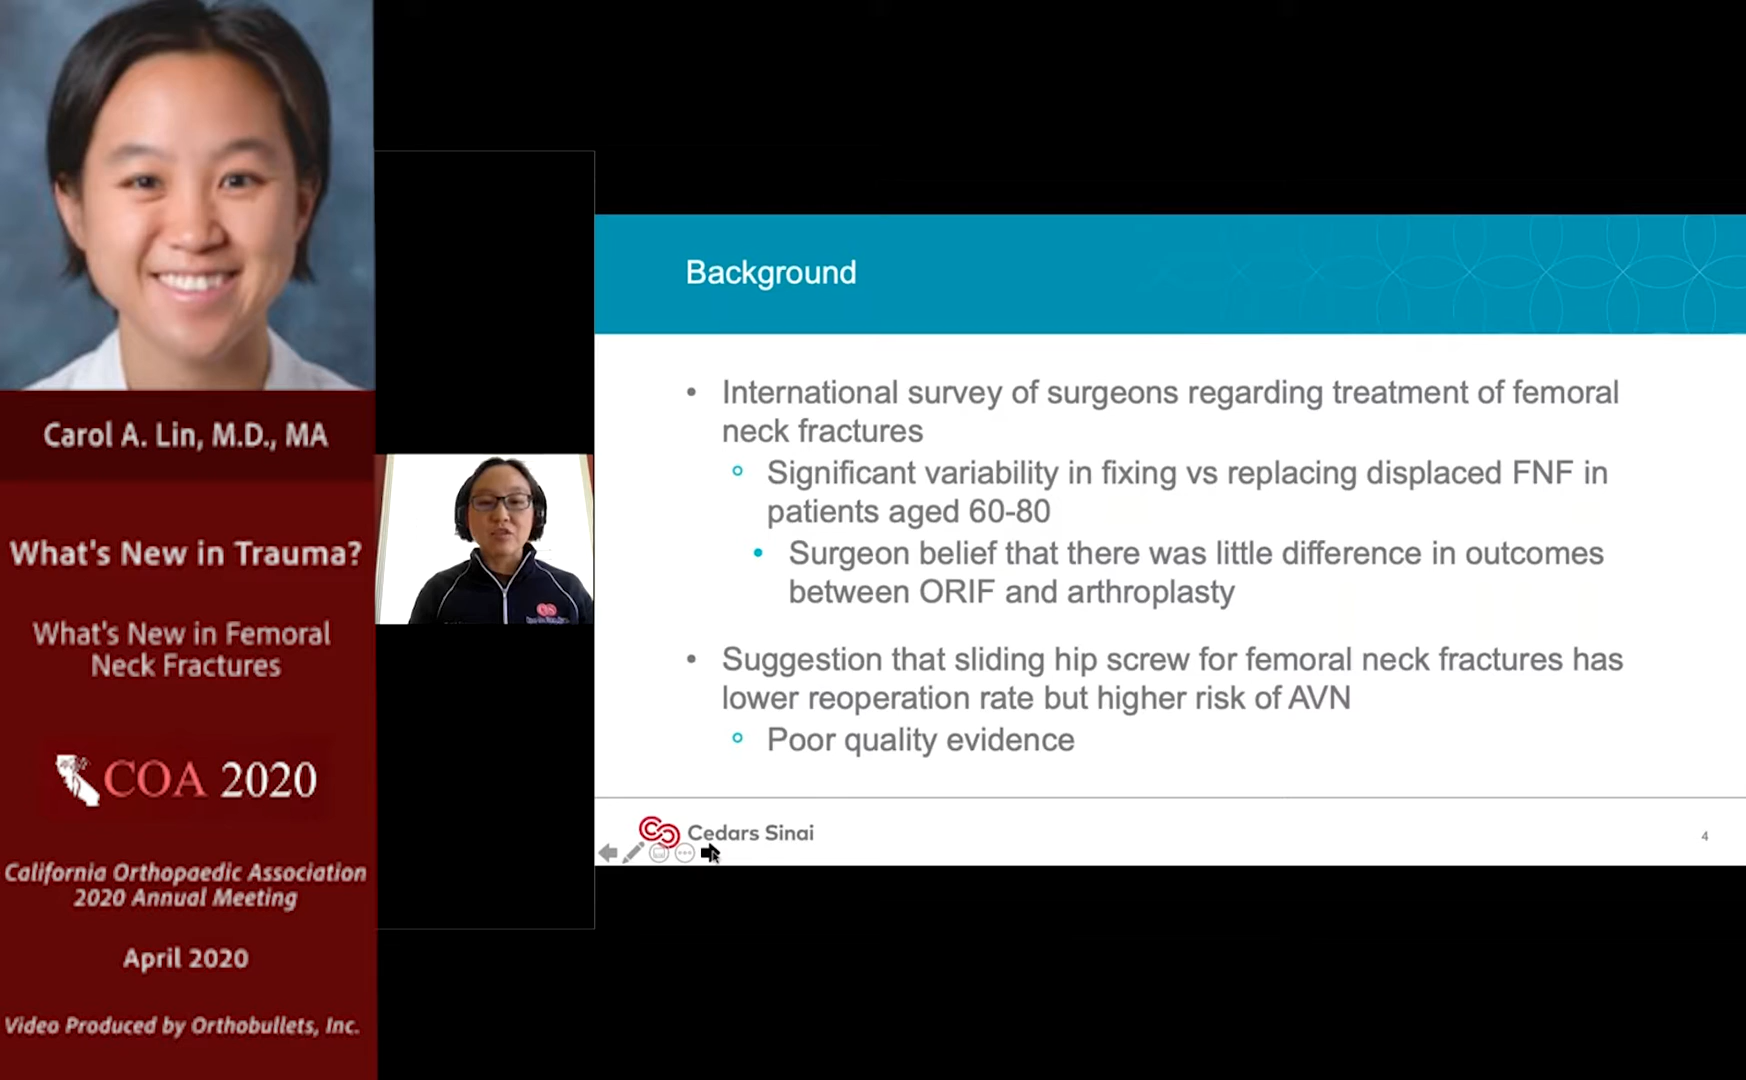 Carol A. Lin, M.D., MA
What's New in Trauma?
What's New in Femoral
Neck Fractures
COA 2020
California Orthopaedic Association
2020 Annual Meeting
April 2020
Video Produced by Orthobullets, Inc.
Background
• International survey of surgeons regarding treatment of femoral
neck fractures
Significant variability in fixing vs replacing displaced FNF in
patients aged 60-80
• Surgeon belief that there was little difference in outcomes
between ORIF and arthroplasty
• Suggestion that sliding hip screw for femoral neck fractures has
lower reoperation rate but higher risk of AVN
Poor quality evidence
Cedars Sinai
4